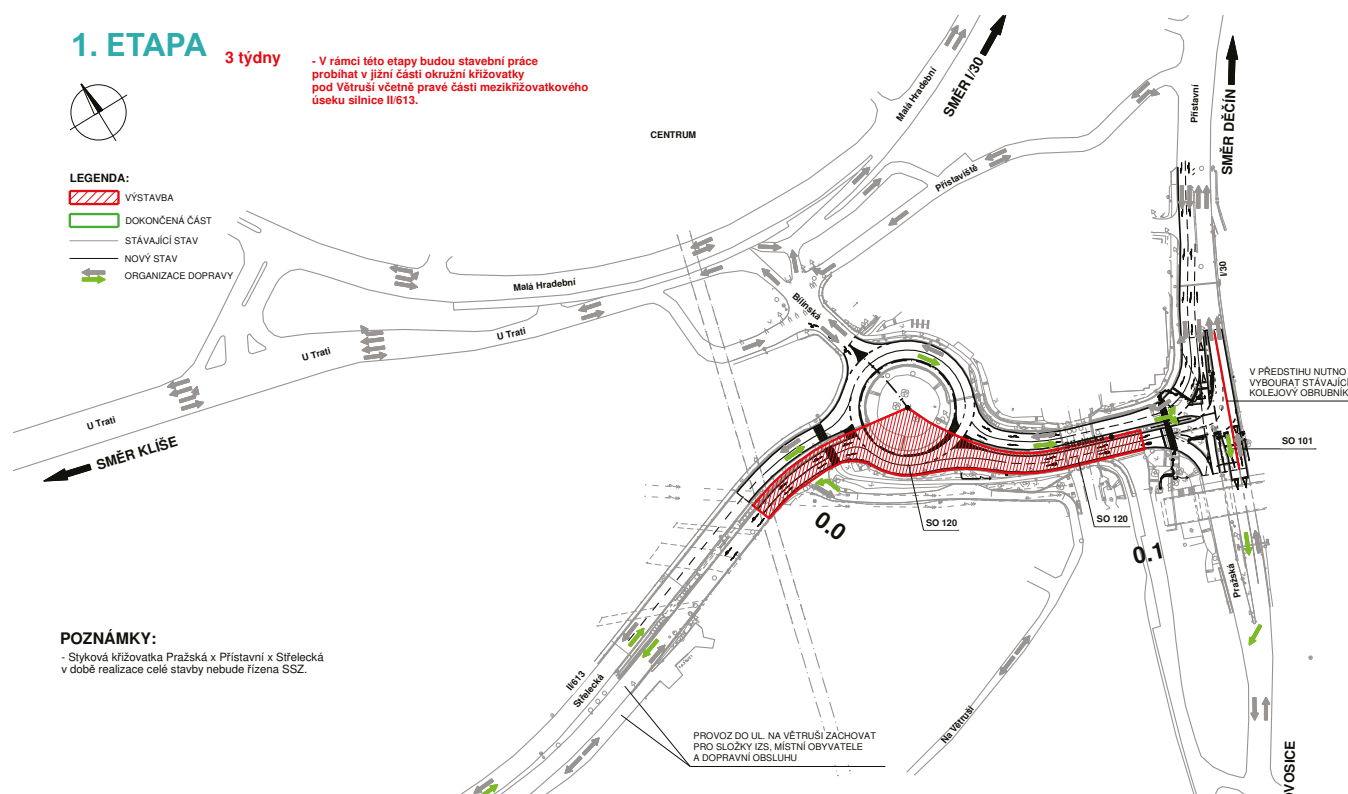 1. ETAPA
3 týdny
- V rámci této etapy budou stavební práce
probíhat v jižní části okružní křižovatky
pod Větruší včetně pravé části mezikřižovatkového
úseku silnice II/613.
LEGENDA:
VÝSTAVBA
DOKONČENÁ ČÁST
STÁVAJÍCÍ STAV
NOVÝ STAV
ORGANIZACE DOPRAVY
CENTRUM
Malá Hradební
SMĚR I/30
Přístavní
SMĚR DĚČÍN
Přístaviště
I/30
Malá Hradební
Bílinská
U Trati
U Trati
U Trati
SMĚR KLÍŠE
V PŘEDSTIHU NUTNO
VYBOURAT STÁVAJÍCÍ
KOLEJOVÝ OBRUBNÍK
SO 101
SO 120
SO 120
0.0
0.1
Pražská
II/613
Střelecká
Na Větruši
PROVOZ DO UL. NA VĚTRUŠI ZACHOVAT
PRO SLOŽKY IZS, MÍSTNÍ OBYVATELE
A DOPRAVNÍ OBSLUHU
OVOSICE
POZNÁMKY:
- Styková křižovatka Pražská x Přístavní x Střelecká
v době realizace celé stavby nebude řízena SSZ.